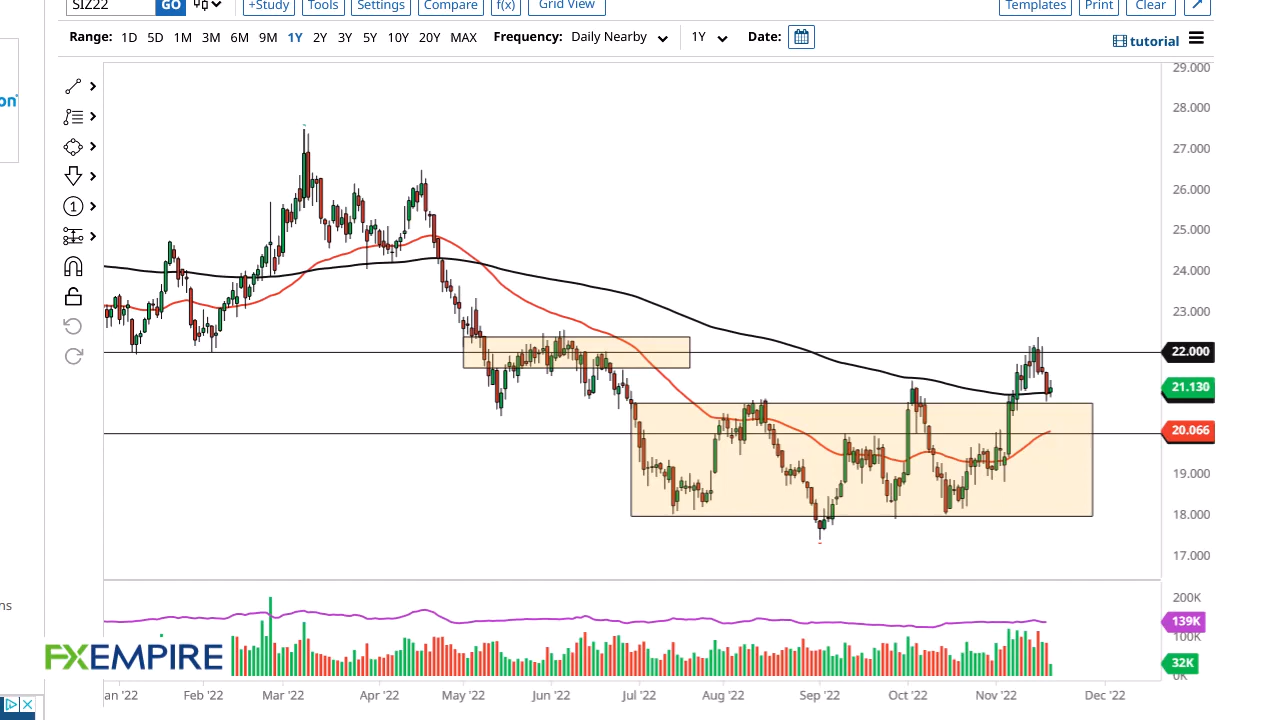 SIZ22 GO +Study Tools Settings Compare f(x) Grid View Templates Print Clear
Range: 1D 5D 1M 3M 6M 9M 1Y 2Y 3Y 5Y 10Y 20Y MAX Frequency: Daily Nearby 1Y Date: tutorial
29.000
28.000
27.000
26.000
25.000
24.000
23.000
22.000
21.130
20.066
19.000
18.000
17.000
200K
139K
100K
32K
0K
on
ns
1
FXEMPIRE
an '22 Feb '22 Mar '22 Apr '22 May '22 Jun '22 Jul '22 Aug '22 Sep '22 Oct '22 Nov '22 Dec '22